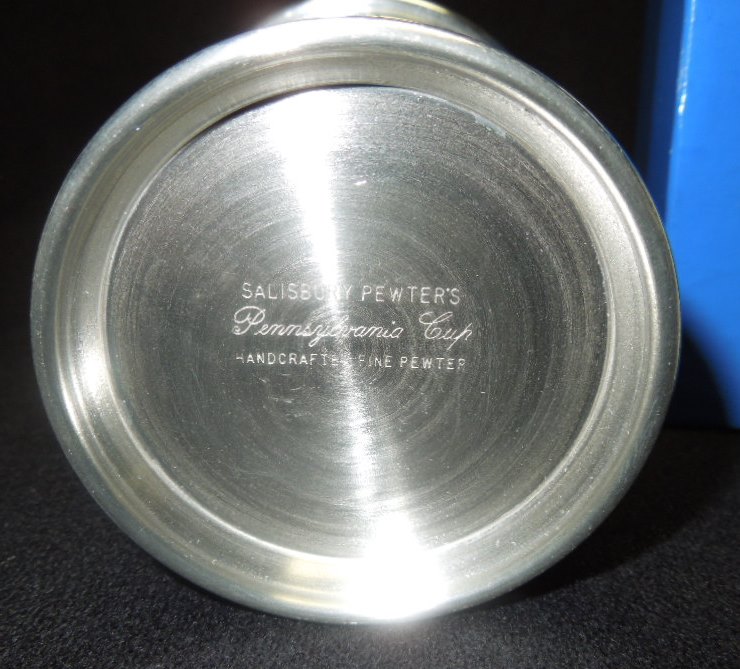 SALISBURY PEWTER'S
Pennsylvania Cup
HANDCRAFTED FINE PEWTER